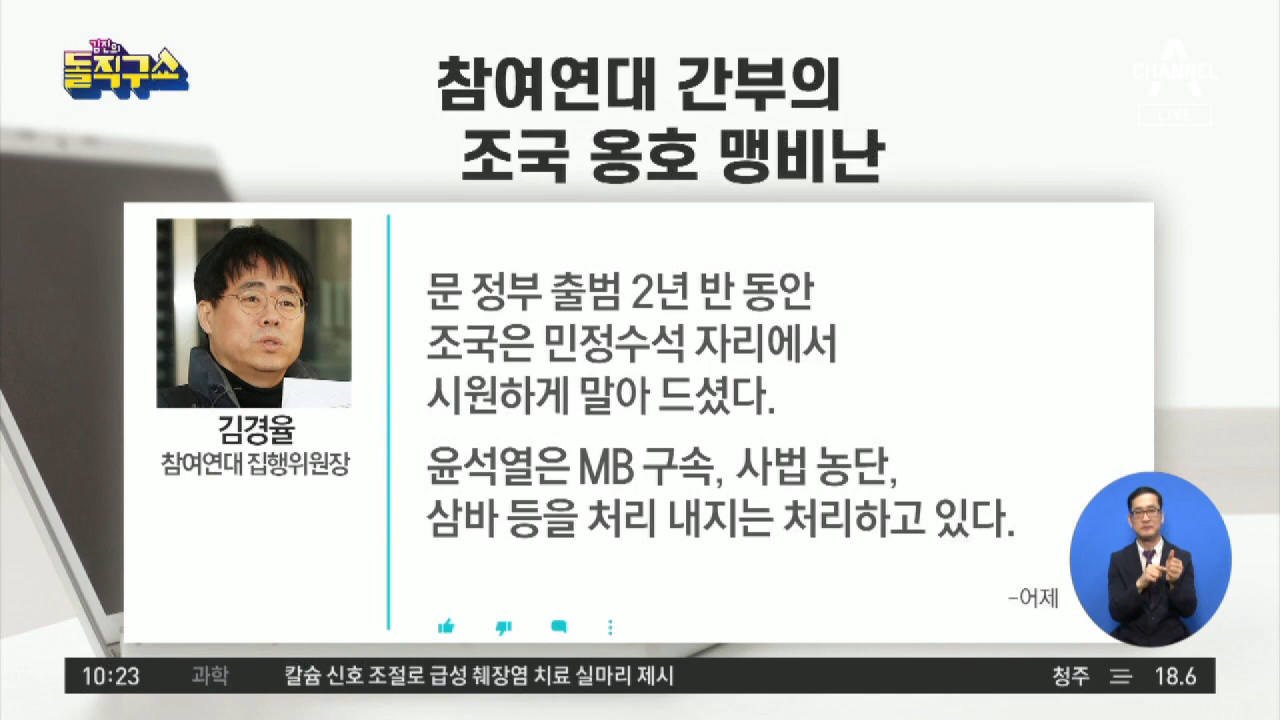 김진의
돌직구쇼
CHANNEL A
LIVE
참여연대 간부의
조국 옹호 맹비난
문 정부 출범 2년 반 동안
조국은 민정수석 자리에서
시원하게 말아 드셨다.
윤석열은 MB 구속, 사법 농단,
삼바 등을 처리 내지는 처리하고 있다.
-어제
김경율
참여연대 집행위원장
10:23 과학 칼슘 신호 조절로 급성 췌장염 치료 실마리 제시 청주 18.6